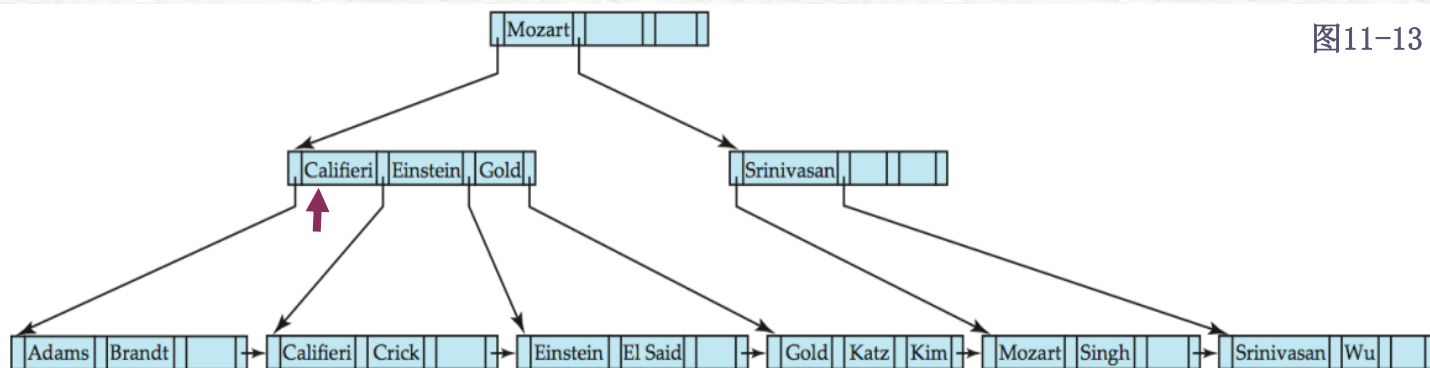 Mozart
图11-13
Califieri Einstein Gold
Srinivasan
Adams Brandt
Califieri Crick
Einstein El Said
Gold Katz Kim
Mozart Singh
Srinivasan Wu